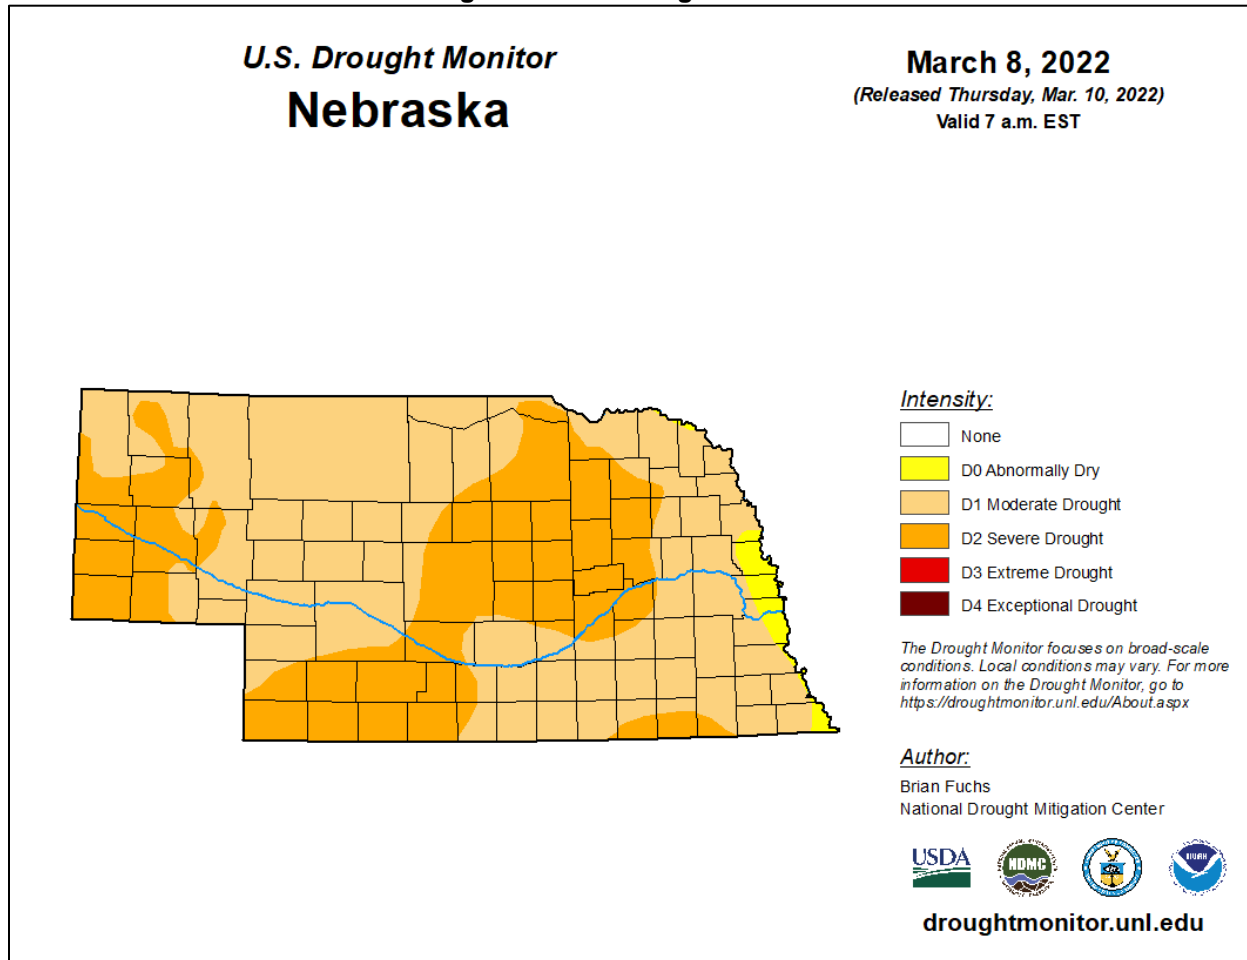 U.S. Drought Monitor
Nebraska
March 8, 2022
(Released Thursday, Mar. 10, 2022)
Valid 7 a.m. EST
Intensity:
None
D0 Abnormally Dry
D1 Moderate Drought
D2 Severe Drought
D3 Extreme Drought
D4 Exceptional Drought
The Drought Monitor focuses on broad-scale
conditions. Local conditions may vary. For more
information on the Drought Monitor, go to
https://droughtmonitor.unl.edu/About.aspx
Author:
Brian Fuchs
National Drought Mitigation Center
USDA
NDMC
NOAA
droughtmonitor.unl.edu